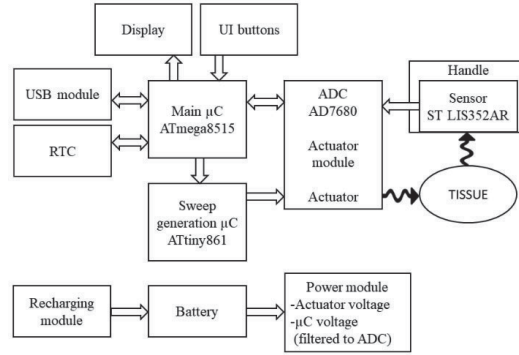 Display
UI buttons
USB module
RTC
Main µC
ATmega8515
ADC
AD7680
Actuator
module
Actuator
Handle
Sensor
ST LIS352AR
TISSUE
Sweep
generation µC
ATtiny861
Recharging
module
Battery
Power module
-Actuator voltage
-µC voltage
(filtered to ADC)